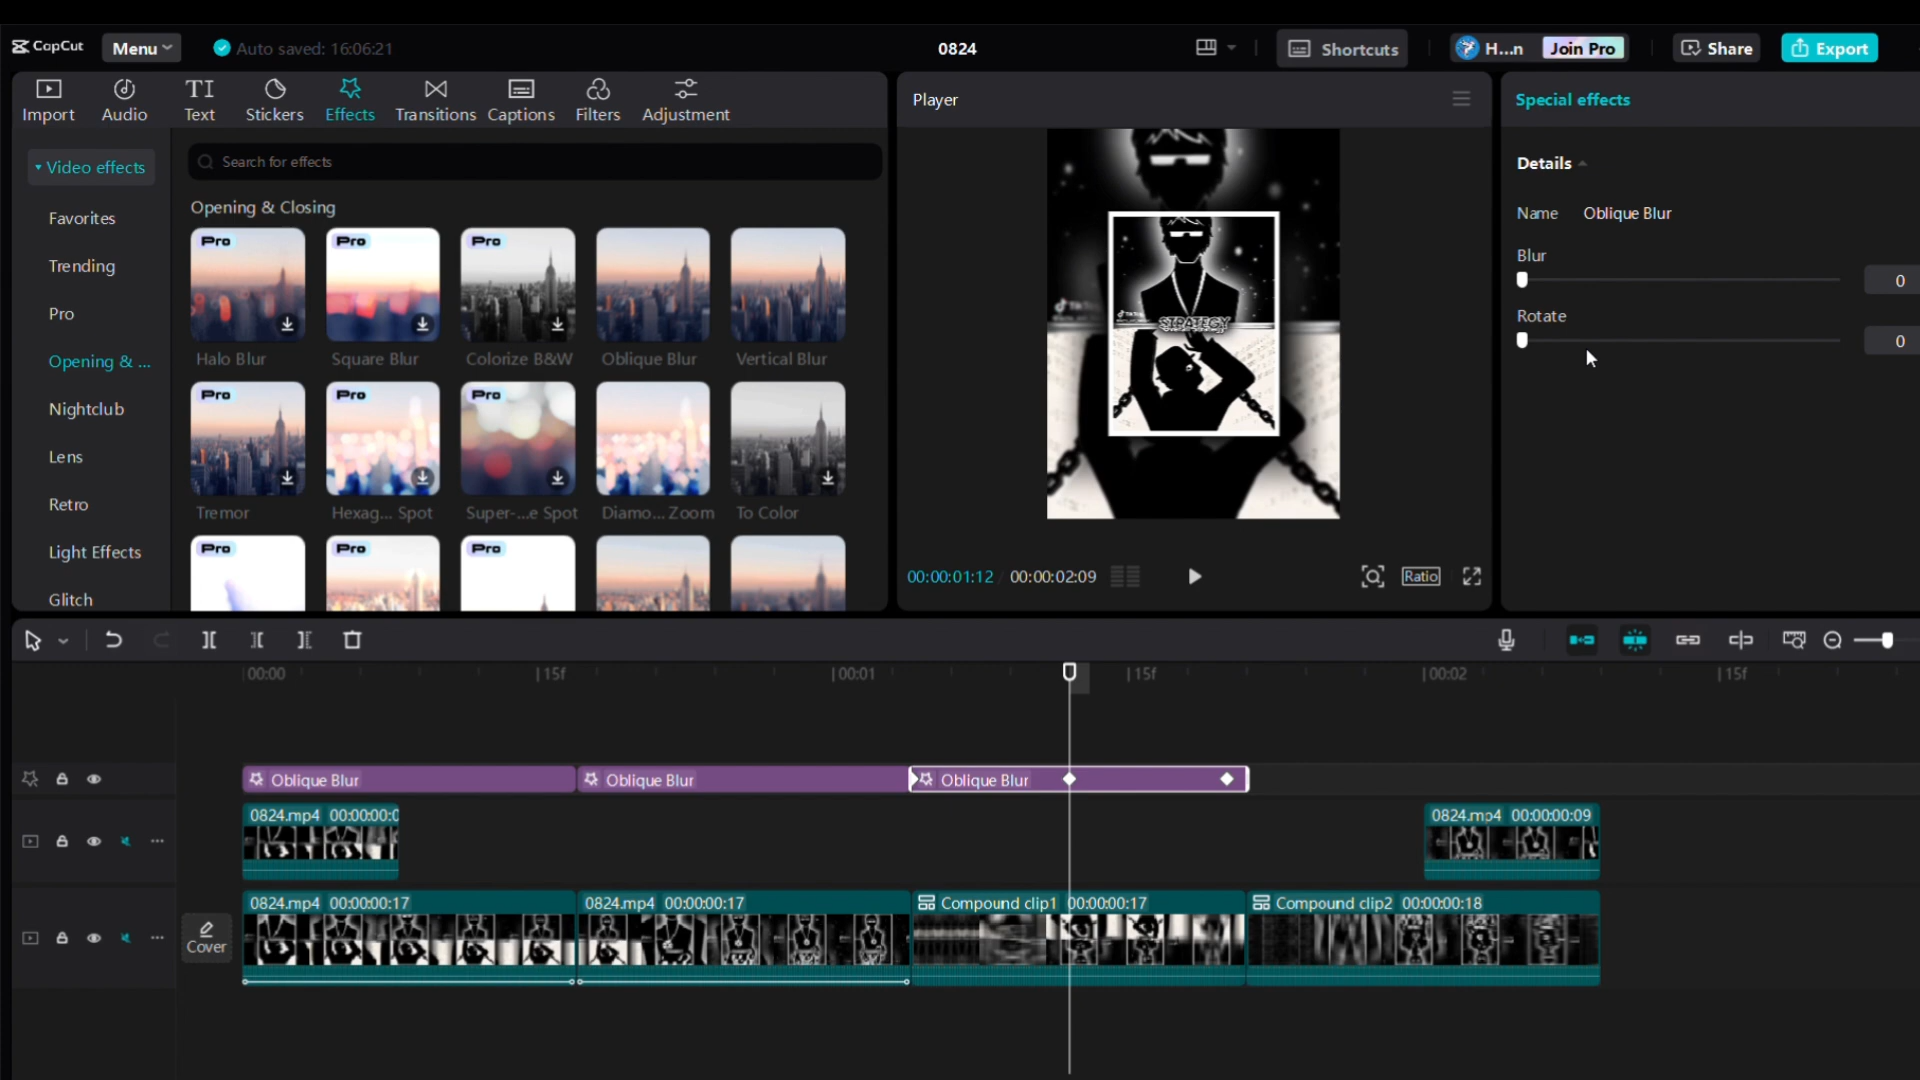 CapCut
Menu
Auto saved: 16:06:21
0824
Shortcuts
H...n
Join Pro
Share
Export
Import
Audio
TI
Text
Stickers
Effects
Transitions
Captions
Filters
Adjustment
Player
Special effects
Video effects
Search for effects
Details
Favorites
Opening & Closing
Name Oblique Blur
Trending
Pro
Pro
Pro
Blur
0
Pro
Rotate
0
Opening & ...
Halo Blur
Square Blur
Colorize B&W
Oblique Blur
Vertical Blur
STRATEGY
TikTok
Pro
Pro
Pro
Nightclub
Lens
Retro
Tremor
Hexag... Spot
Super-...e Spot
Diamo... Zoom
To Color
Light Effects
Pro
Pro
Pro
Glitch
00:00:01:12 / 00:00:02:09
Ratio
00:00
15f
00:01
15f
00:02
15f
Oblique Blur
Oblique Blur
Oblique Blur
0824.mp4 00:00:00:0
0824.mp4 00:00:00:09
0824.mp4 00:00:00:17
0824.mp4 00:00:00:17
Compound clip1 00:00:00:17
Compound clip2 00:00:00:18
Cover